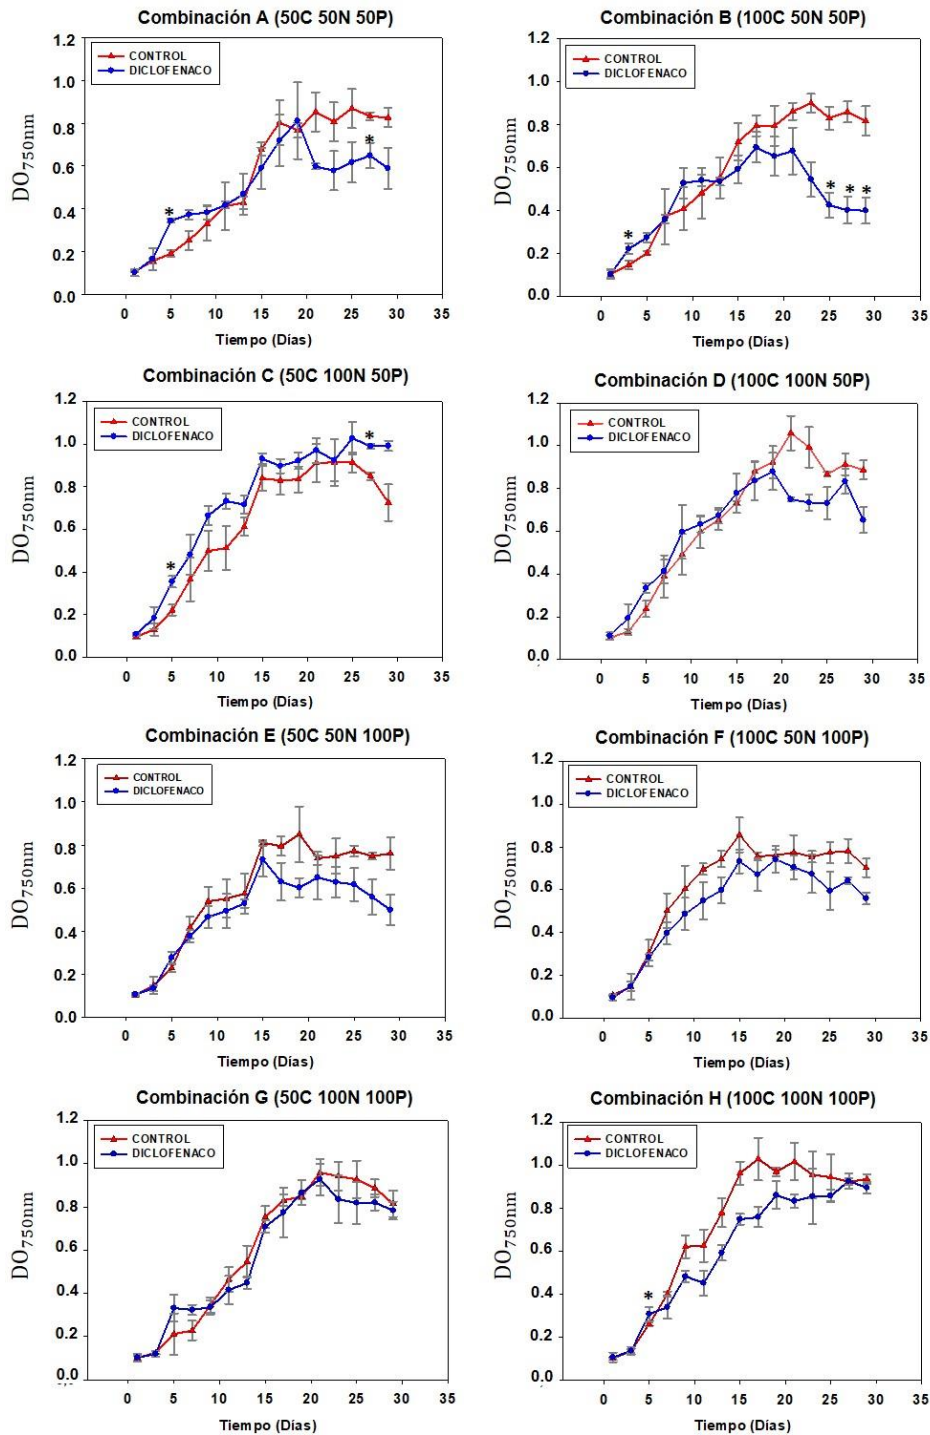 Combinación A (50C 50N 50P)
1.2
1.0
0.8
0.6
0.4
0.2
0.0
DO750nm
CONTROL
DICLOFENACO
*
*
0 5 10 15 20 25 30 35
Tiempo (Días)
Combinación B (100C 50N 50P)
1.2
1.0
0.8
0.6
0.4
0.2
0.0
DO750nm
CONTROL
DICLOFENACO
*
* * *
0 5 10 15 20 25 30 35
Tiempo (Días)
Combinación C (50C 100N 50P)
1.2
1.0
0.8
0.6
0.4
0.2
0.0
DO750nm
CONTROL
DICLOFENACO
*
*
0 5 10 15 20 25 30 35
Tiempo (Días)
Combinación D (100C 100N 50P)
1.2
1.0
0.8
0.6
0.4
0.2
0.0
DO750nm
CONTROL
DICLOFENACO
0 5 10 15 20 25 30 35
Tiempo (Días)
Combinación E (50C 50N 100P)
1.2
1.0
0.8
0.6
0.4
0.2
0.0
DO750nm
CONTROL
DICLOFENACO
0 5 10 15 20 25 30 35
Tiempo (Días)
Combinación F (100C 50N 100P)
1.2
1.0
0.8
0.6
0.4
0.2
0.0
DO750nm
CONTROL
DICLOFENACO
0 5 10 15 20 25 30 35
Tiempo (Días)
Combinación G (50C 100N 100P)
1.2
1.0
0.8
0.6
0.4
0.2
0.0
DO750nm
CONTROL
DICLOFENACO
0 5 10 15 20 25 30 35
Tiempo (Días)
Combinación H (100C 100N 100P)
1.2
1.0
0.8
0.6
0.4
0.2
0.0
DO750nm
CONTROL
DICLOFENACO
*
0 5 10 15 20 25 30 35
Tiempo (Días)